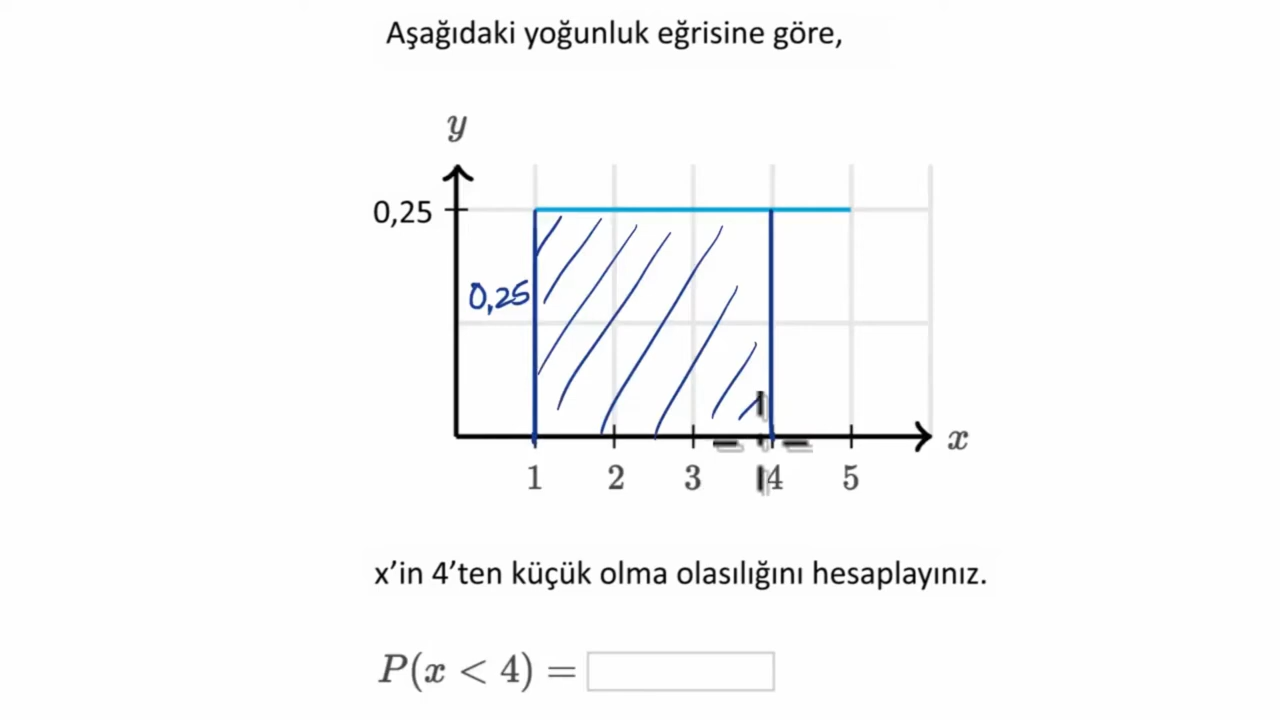 Aşağıdaki yoğunluk eğrisine göre,
y
0,25
0,25
x
1 2 3 4 5
x’in 4’ten küçük olma olasılığını hesaplayınız.
P(x < 4) =